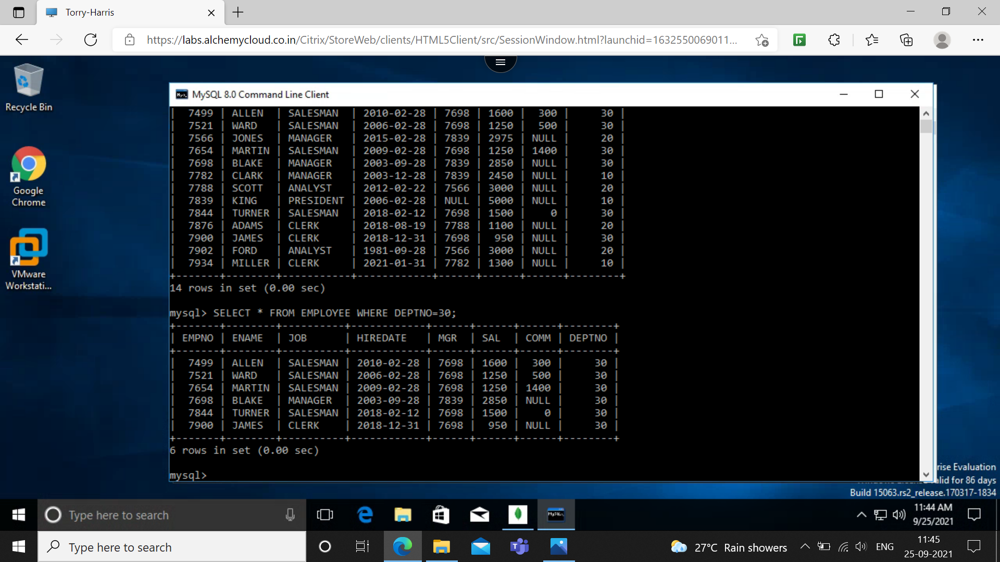 Torry-Harris
https://labs.alchemycloud.co.in/Citrix/StoreWeb/clients/HTML5Client/src/SessionWindow.html?launchid=1632550069011...
Recycle Bin
Google
Chrome
VMware
Workstati...
MySQL 8.0 Command Line Client
| 7499 | ALLEN | SALESMAN | 2010-02-28 | 7698 | 1600 | 300 | 30 |
| 7521 | WARD | SALESMAN | 2006-02-28 | 7698 | 1250 | 500 | 30 |
| 7566 | JONES | MANAGER | 2015-02-28 | 7839 | 2975 | NULL | 20 |
| 7654 | MARTIN | SALESMAN | 2009-02-28 | 7698 | 1250 | 1400 | 30 |
| 7698 | BLAKE | MANAGER | 2003-09-28 | 7839 | 2850 | NULL | 30 |
| 7782 | CLARK | MANAGER | 2003-12-28 | 7839 | 2450 | NULL | 10 |
| 7788 | SCOTT | ANALYST | 2012-02-22 | 7566 | 3000 | NULL | 20 |
| 7839 | KING | PRESIDENT | 2006-02-28 | NULL | 5000 | NULL | 10 |
| 7844 | TURNER | SALESMAN | 2018-02-12 | 7698 | 1500 | 0 | 30 |
| 7876 | ADAMS | CLERK | 2018-08-19 | 7788 | 1100 | NULL | 20 |
| 7900 | JAMES | CLERK | 2018-12-31 | 7698 | 950 | NULL | 30 |
| 7902 | FORD | ANALYST | 1981-09-28 | 7566 | 3000 | NULL | 20 |
| 7934 | MILLER | CLERK | 2021-01-31 | 7782 | 1300 | NULL | 10 |
+-------+--------+-----------+------------+------+------+------+--------+
14 rows in set (0.00 sec)
mysql> SELECT * FROM EMPLOYEE WHERE DEPTNO=30;
+-------+--------+----------+------------+------+------+------+--------+
| EMPNO | ENAME | JOB | HIREDATE | MGR | SAL | COMM | DEPTNO |
+-------+--------+----------+------------+------+------+------+--------+
| 7499 | ALLEN | SALESMAN | 2010-02-28 | 7698 | 1600 | 300 | 30 |
| 7521 | WARD | SALESMAN | 2006-02-28 | 7698 | 1250 | 500 | 30 |
| 7654 | MARTIN | SALESMAN | 2009-02-28 | 7698 | 1250 | 1400 | 30 |
| 7698 | BLAKE | MANAGER | 2003-09-28 | 7839 | 2850 | NULL | 30 |
| 7844 | TURNER | SALESMAN | 2018-02-12 | 7698 | 1500 | 0 | 30 |
| 7900 | JAMES | CLERK | 2018-12-31 | 7698 | 950 | NULL | 30 |
+-------+--------+----------+------------+------+------+------+--------+
6 rows in set (0.00 sec)
mysql>
rise Evaluation
alid for 86 days
Build 15063.rs2_release.170317-1834
Type here to search
11:44 AM
9/25/2021
Type here to search
27°C Rain showers
ENG
11:45
25-09-2021